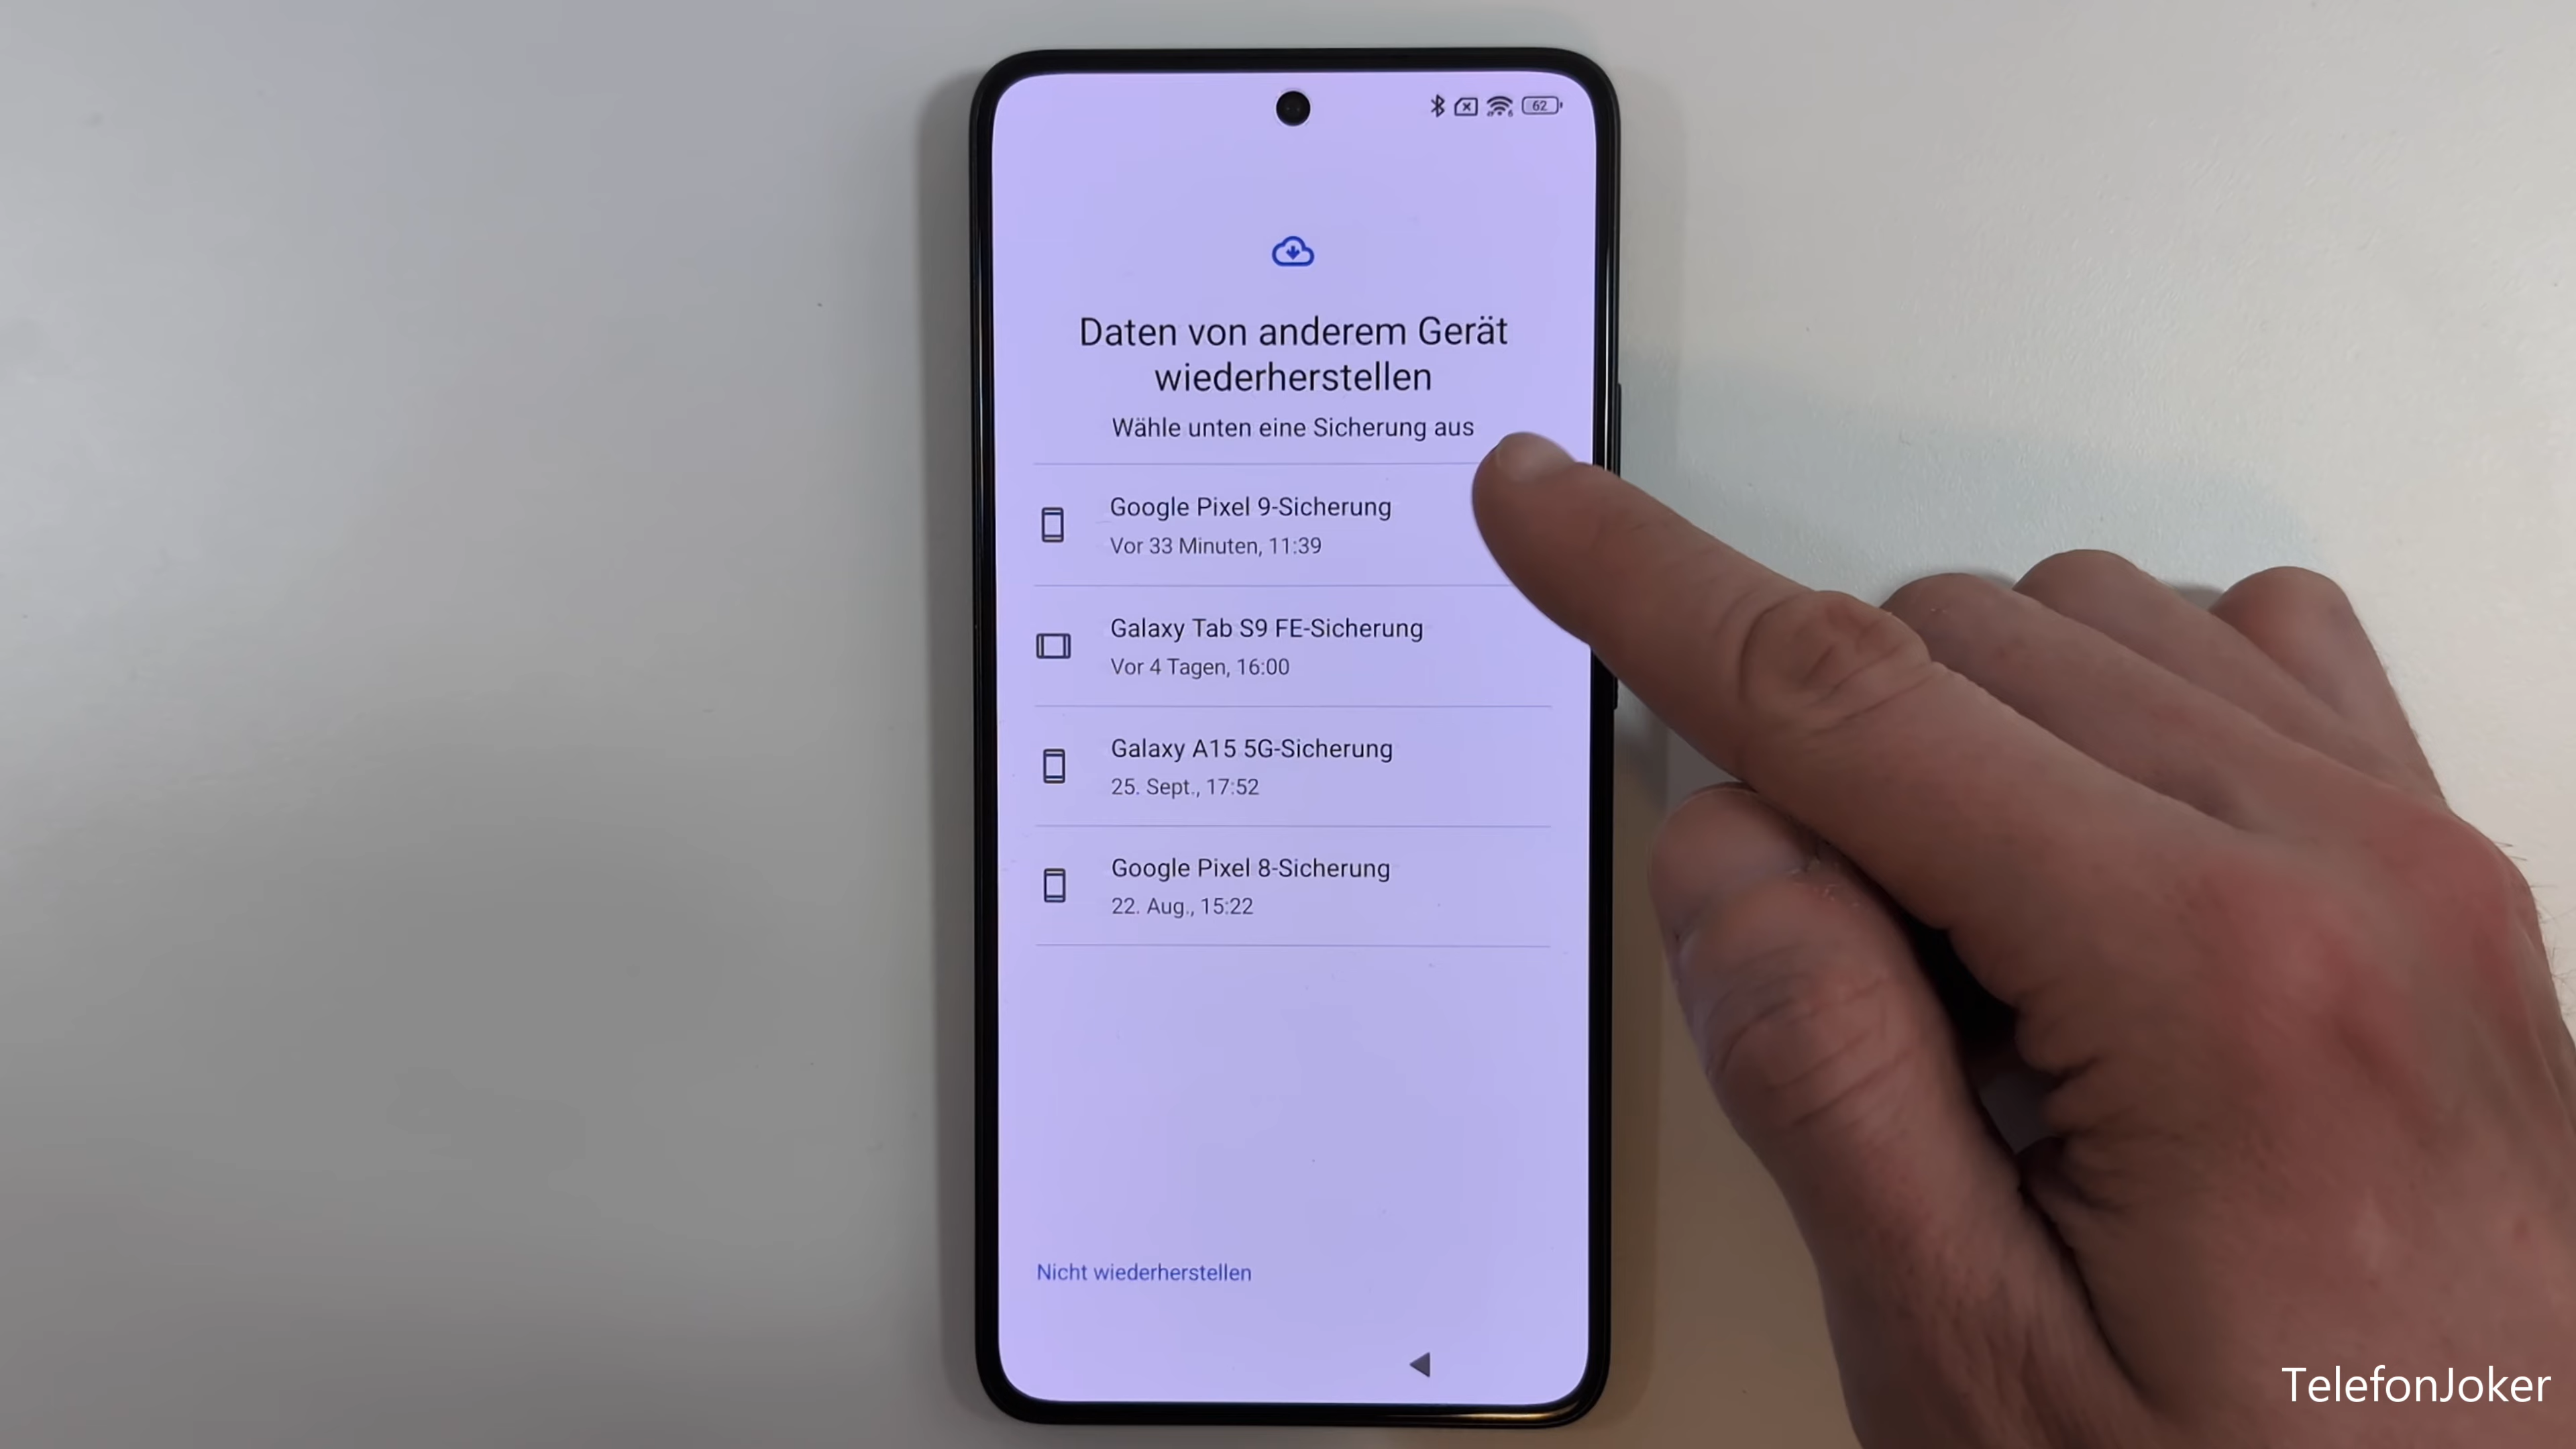 62
Daten von anderem Gerät
wiederherstellen
Wähle unten eine Sicherung aus
Google Pixel 9-Sicherung
Vor 33 Minuten, 11:39
Galaxy Tab S9 FE-Sicherung
Vor 4 Tagen, 16:00
Galaxy A15 5G-Sicherung
25. Sept., 17:52
Google Pixel 8-Sicherung
22. Aug., 15:22
Nicht wiederherstellen
TelefonJoker